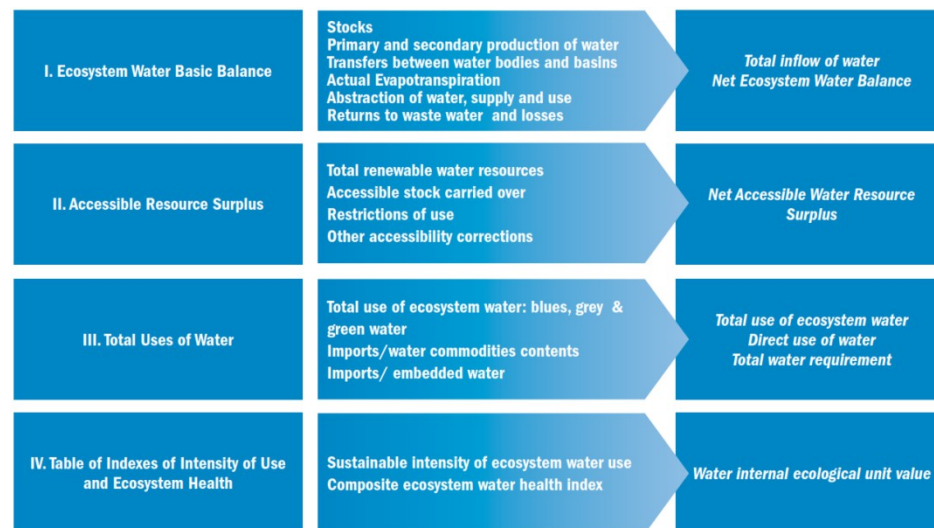 I. Ecosystem Water Basic Balance
Stocks
Primary and secondary production of water
Transfers between water bodies and basins
Actual Evapotranspiration
Abstraction of water, supply and use
Returns to waste water and losses
Total inflow of water
Net Ecosystem Water Balance
II. Accessible Resource Surplus
Total renewable water resources
Accessible stock carried over
Restrictions of use
Other accessibility corrections
Net Accessible Water Resource
Surplus
III. Total Uses of Water
Total use of ecosystem water: blues, grey &
green water
Imports/water commodities contents
Imports/ embedded water
Total use of ecosystem water
Direct use of water
Total water requirement
IV. Table of Indexes of Intensity of Use
and Ecosystem Health
Sustainable intensity of ecosystem water use
Composite ecosystem water health index
Water internal ecological unit value